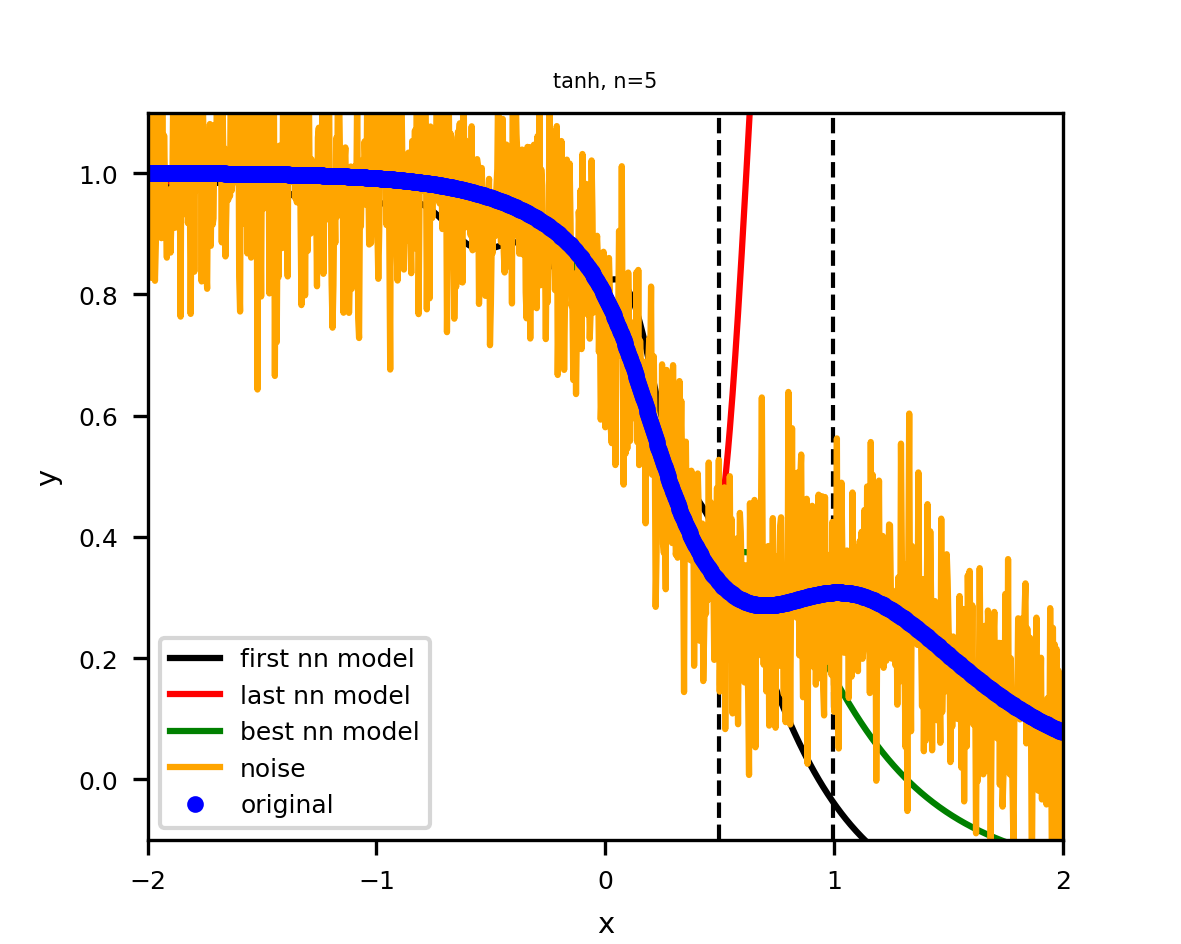 tanh, n=5
1.0
0.8
0.6
0.4
0.2
0.0
y
first nn model
last nn model
best nn model
noise
original
−2
−1
0
1
2
x